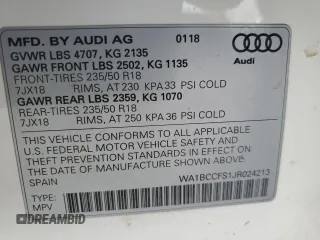 MFD. BY AUDI AG 0118
GVWR LBS 4707, KG 2135
GAWR FRONT LBS 2502, KG 1135
FRONT-TIRES 235/50 R18
7JX18 RIMS, AT 230 KPA 33 PSI COLD
GAWR REAR LBS 2359, KG 1070
REAR-TIRES 235/50 R18
7JX18 RIMS, AT 250 KPA 36 PSI COLD
Audi
THIS VEHICLE CONFORMS TO ALL APPLICABLE
U.S. FEDERAL MOTOR VEHICLE SAFETY AND
THEFT PREVENTION STANDARDS IN EFFECT ON
THE DATE OF MANUFACTURE SHOWN ABOVE.
SPAIN WA1BCCFS1JR024213
TYPE:
MPV